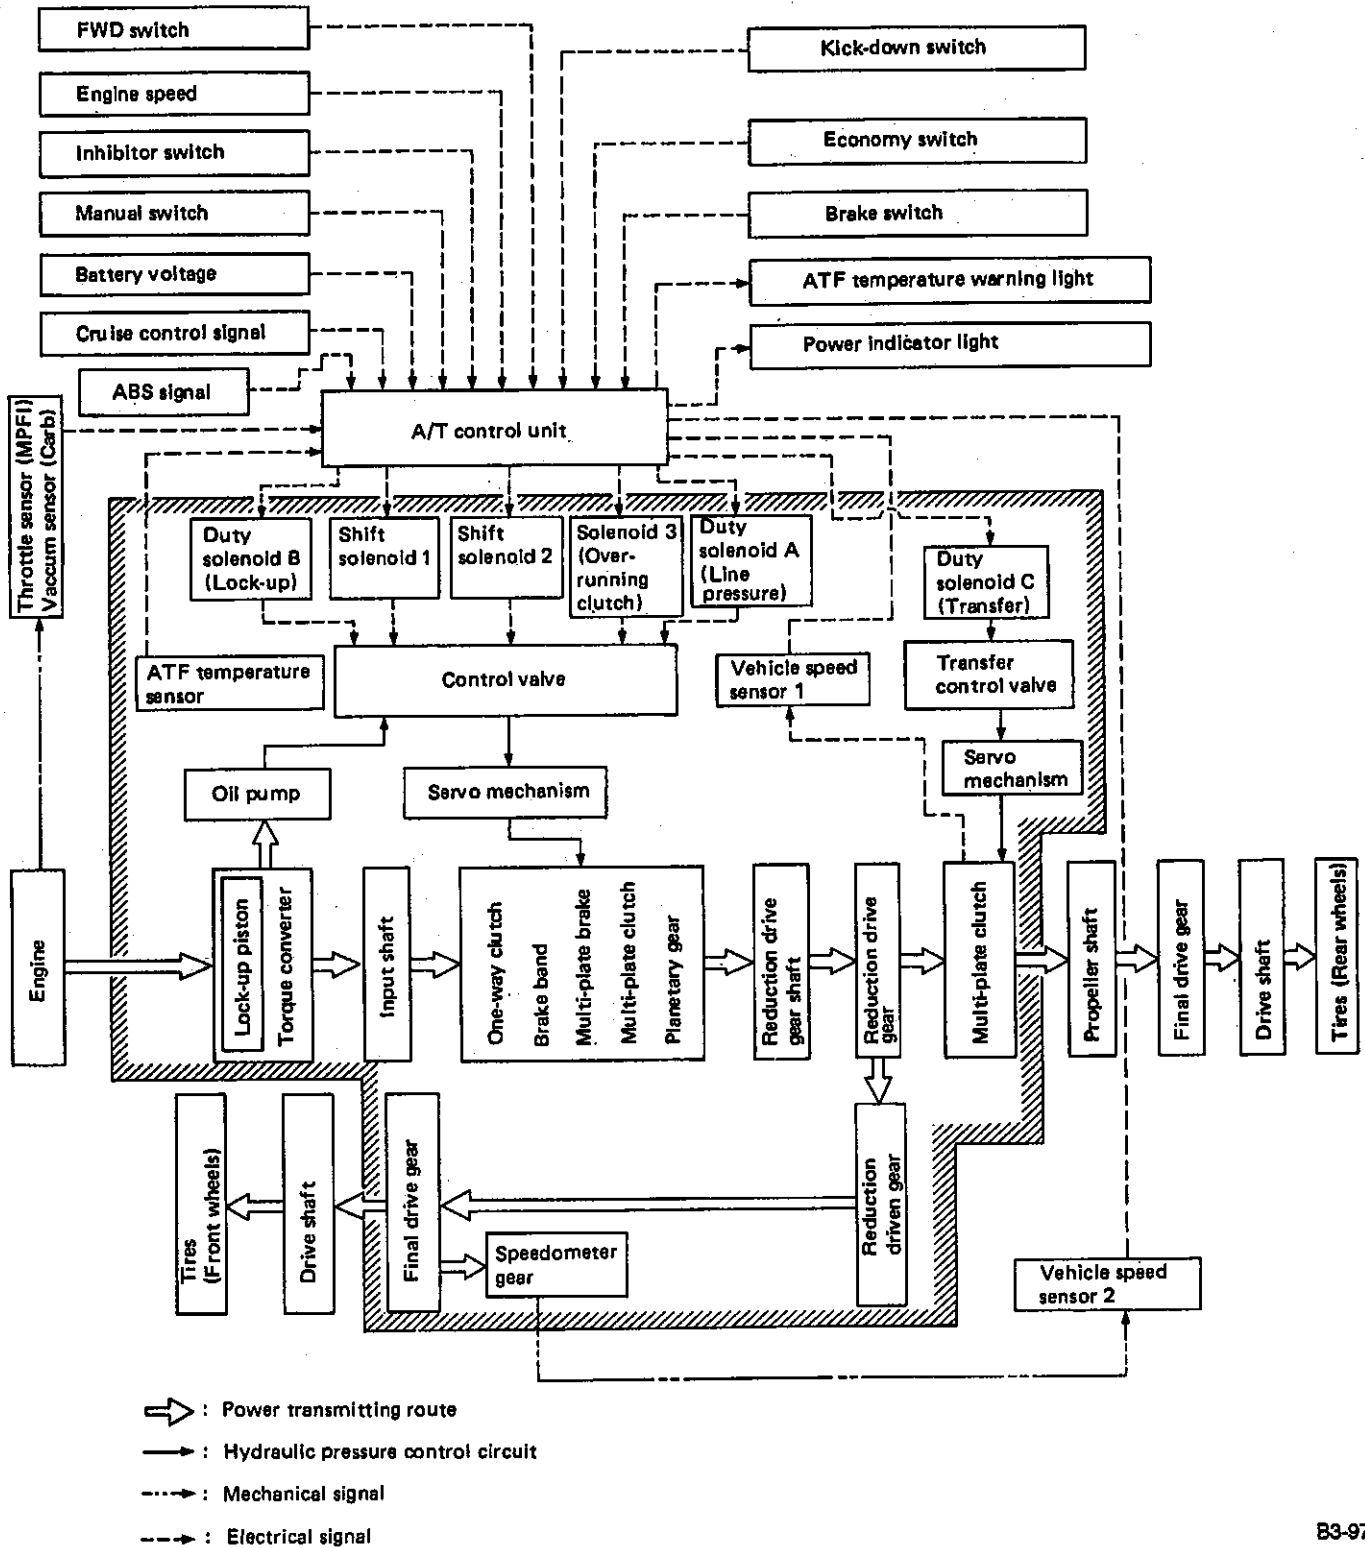 FWD switch
Kick-down switch
Engine speed
Inhibitor switch
Economy switch
Manual switch
Brake switch
Battery voltage
ATF temperature warning light
Cruise control signal
Power indicator light
ABS signal
A/T control unit
Throttle sensor (MPFI)
Vaccum sensor (Carb)
Duty
solenoid B
(Lock-up)
Shift
solenoid 1
Shift
solenoid 2
Solenoid 3
(Over-
running
clutch)
Duty
solenoid A
(Line
pressure)
Duty
solenoid C
(Transfer)
ATF temperature
sensor
Control valve
Vehicle speed
sensor 1
Transfer
control valve
Oil pump
Servo mechanism
Servo
mechanism
Engine
Lock-up piston
Torque converter
Input shaft
One-way clutch
Brake band
Multi-plate brake
Multi-plate clutch
Planetary gear
Reduction drive
gear shaft
Reduction drive
gear
Multi-plate clutch
Propeller shaft
Final drive gear
Drive shaft
Tires (Rear wheels)
Tires
(Front wheels)
Drive shaft
Final drive gear
Reduction
driven gear
Speedometer
gear
Vehicle speed
sensor 2
: Power transmitting route
: Hydraulic pressure control circuit
: Mechanical signal
: Electrical signal
B3-97